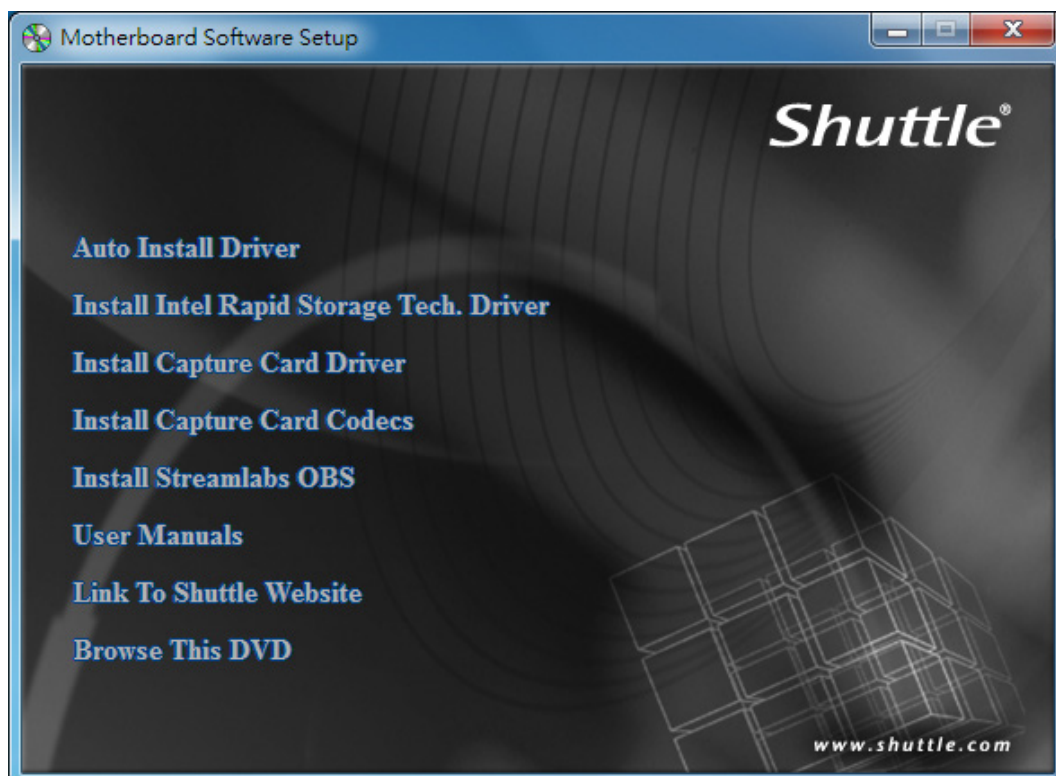 Motherboard Software Setup
Shuttle®
Auto Install Driver
Install Intel Rapid Storage Tech. Driver
Install Capture Card Driver
Install Capture Card Codecs
Install Streamlabs OBS
User Manuals
Link To Shuttle Website
Browse This DVD
www.shuttle.com